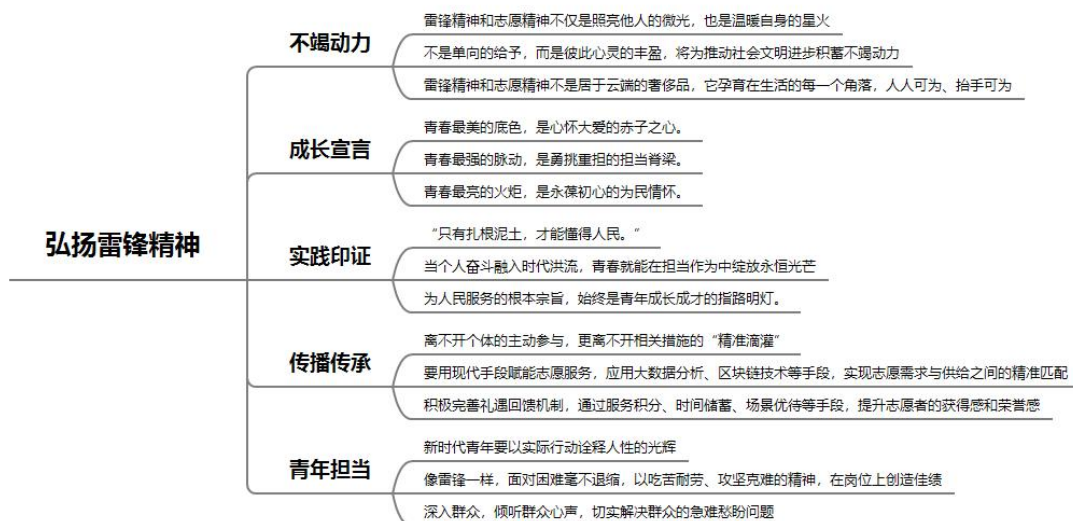 弘扬雷锋精神
不竭动力
雷锋精神和志愿精神不仅是照亮他人的微光，也是温暖自身的星火
不是单向的给予，而是彼此心灵的丰盈，将为推动社会文明进步积蓄不竭动力
雷锋精神和志愿精神不是居于云端的奢侈品，它孕育在生活的每一个角落，人人可为、抬手可为
成长宣言
青春最美的底色，是心怀大爱的赤子之心。
青春最强的脉动，是勇挑重担的担当脊梁。
青春最亮的火炬，是永葆初心的为民情怀。
实践印证
“只有扎根泥土，才能懂得人民。”
当个人奋斗融入时代洪流，青春就能在担当作为中绽放永恒光芒
为人民服务的根本宗旨，始终是青年成长成才的指路明灯。
传播传承
离不开个体的主动参与，更离不开相关措施的“精准滴灌”
要用现代手段赋能志愿服务，应用大数据分析、区块链技术等手段，实现志愿需求与供给之间的精准匹配
积极完善礼遇回馈机制，通过服务积分、时间储蓄、场景优待等手段，提升志愿者的获得感和荣誉感
青年担当
新时代青年要以实际行动诠释人性的光辉
像雷锋一样，面对困难毫不退缩，以吃苦耐劳、攻坚克难的精神，在岗位上创造佳绩
深入群众，倾听群众心声，切实解决群众的急难愁盼问题